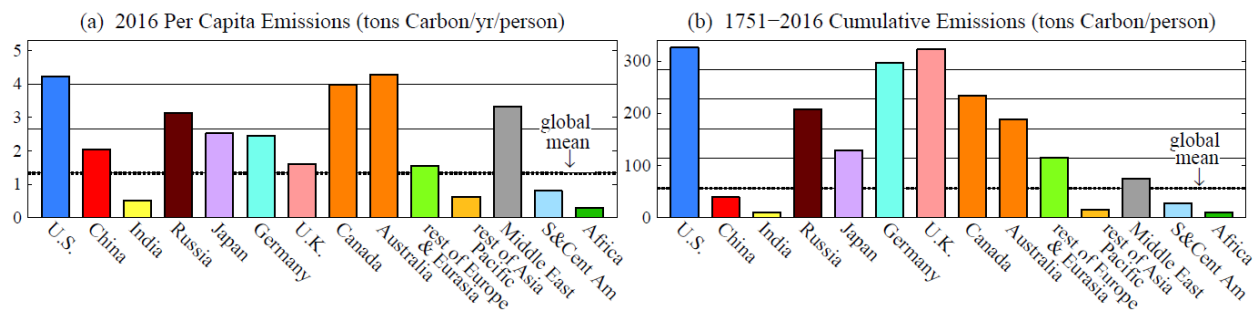 (a) 2016 Per Capita Emissions (tons Carbon/yr/person)
5
4
3
2
1
0
global
mean
U.S.
China
India
Russia
Japan
Germany
U.K.
Canada
Australia
rest of Europe
& Eurasia
rest of Asia
Pacific
Middle East
S&Cent Am
Africa
(b) 1751−2016 Cumulative Emissions (tons Carbon/person)
300
200
100
0
global
mean
U.S.
China
India
Russia
Japan
Germany
U.K.
Canada
Australia
rest of Europe
& Eurasia
rest of Asia
Pacific
Middle East
S&Cent Am
Africa